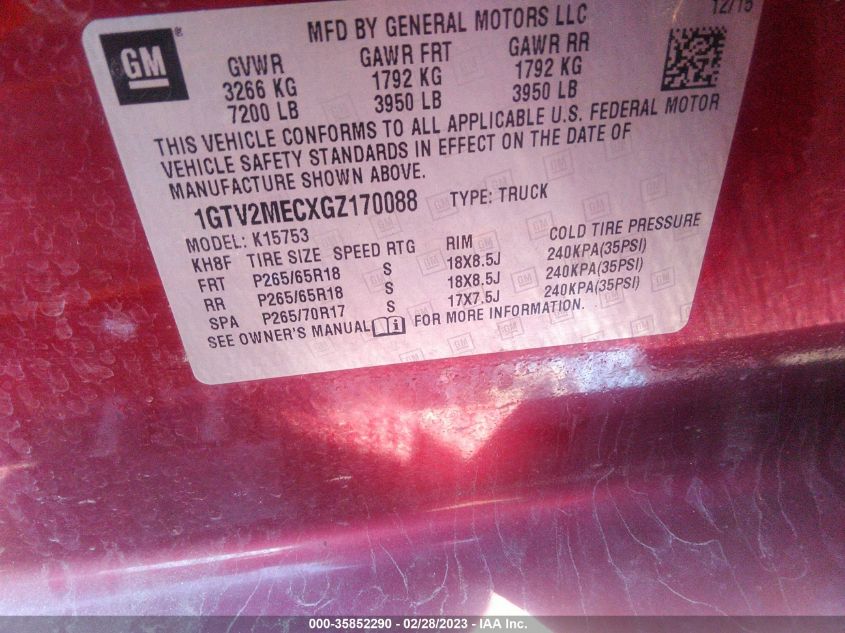 MFD BY GENERAL MOTORS LLC 12/15
GM ®
GVWR GAWR FRT GAWR RR
3266 KG 1792 KG 1792 KG
7200 LB 3950 LB 3950 LB
THIS VEHICLE CONFORMS TO ALL APPLICABLE U.S. FEDERAL MOTOR
VEHICLE SAFETY STANDARDS IN EFFECT ON THE DATE OF
MANUFACTURE SHOWN ABOVE.
1GTV2MECXGZ170088 TYPE: TRUCK
MODEL: K15753
KH8F TIRE SIZE SPEED RTG RIM COLD TIRE PRESSURE
FRT P265/65R18 S 18X8.5J 240KPA(35PSI)
RR P265/65R18 S 18X8.5J 240KPA(35PSI)
SPA P265/70R17 S 17X7.5J 240KPA(35PSI)
SEE OWNER'S MANUAL FOR MORE INFORMATION.
000-35852290 - 02/28/2023 - © IAA Inc.